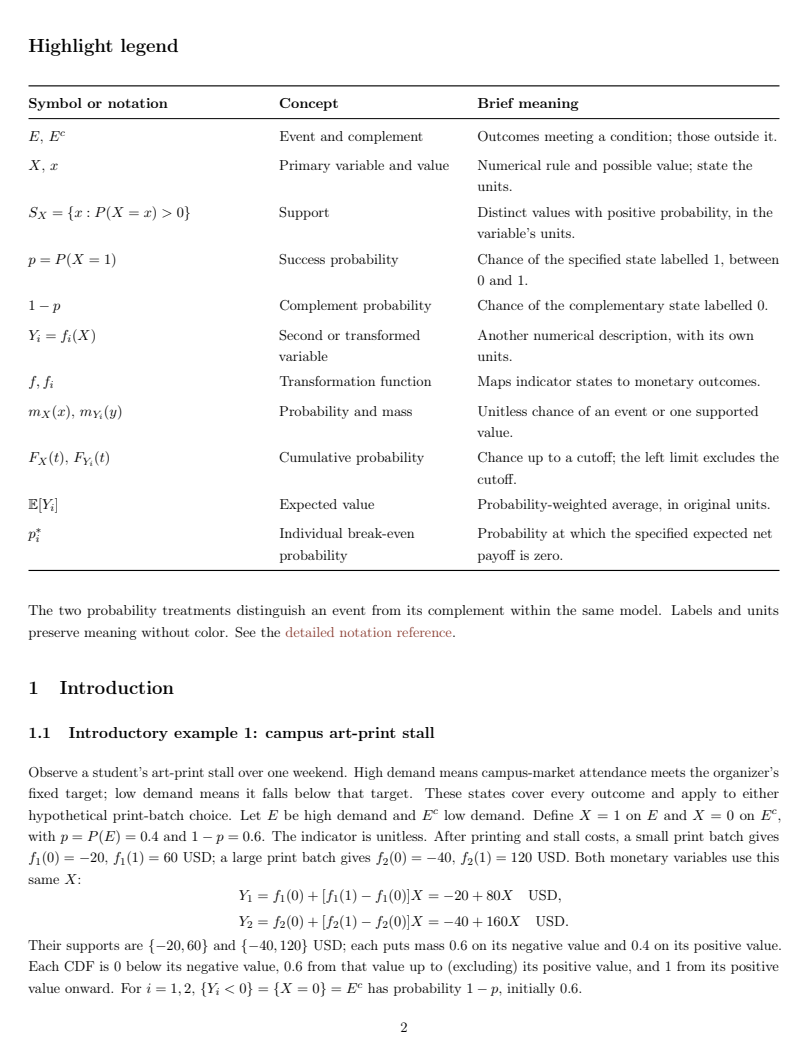 Highlight legend
Symbol or notation Concept Brief meaning
E, Eᶜ Event and complement Outcomes meeting a condition; those outside it.
X, x Primary variable and value Numerical rule and possible value; state the
units.
S_X = {x : P(X = x) > 0} Support Distinct values with positive probability, in the
variable's units.
p = P(X = 1) Success probability Chance of the specified state labelled 1, between
0 and 1.
1 − p Complement probability Chance of the complementary state labelled 0.
Y_i = f_i(X) Second or transformed Another numerical description, with its own
variable units.
f, f_i Transformation function Maps indicator states to monetary outcomes.
m_X(x), m_{Y_i}(y) Probability and mass Unitless chance of an event or one supported
value.
F_X(t), F_{Y_i}(t) Cumulative probability Chance up to a cutoff; the left limit excludes the
cutoff.
𝔼[Y_i] Expected value Probability-weighted average, in original units.
p_i^* Individual break-even Probability at which the specified expected net
probability payoff is zero.
The two probability treatments distinguish an event from its complement within the same model. Labels and units
preserve meaning without color. See the detailed notation reference.
1 Introduction
1.1 Introductory example 1: campus art-print stall
Observe a student's art-print stall over one weekend. High demand means campus-market attendance meets the organizer's
fixed target; low demand means it falls below that target. These states cover every outcome and apply to either
hypothetical print-batch choice. Let E be high demand and Eᶜ low demand. Define X = 1 on E and X = 0 on Eᶜ,
with p = P(E) = 0.4 and 1 − p = 0.6. The indicator is unitless. After printing and stall costs, a small print batch gives
f₁(0) = −20, f₁(1) = 60 USD; a large print batch gives f₂(0) = −40, f₂(1) = 120 USD. Both monetary variables use this
same X:
Y₁ = f₁(0) + [f₁(1) − f₁(0)]X = −20 + 80X USD,
Y₂ = f₂(0) + [f₂(1) − f₂(0)]X = −40 + 160X USD.
Their supports are {−20, 60} and {−40, 120} USD; each puts mass 0.6 on its negative value and 0.4 on its positive value.
Each CDF is 0 below its negative value, 0.6 from that value up to (excluding) its positive value, and 1 from its positive
value onward. For i = 1, 2, {Y_i < 0} = {X = 0} = Eᶜ has probability 1 − p, initially 0.6.
2